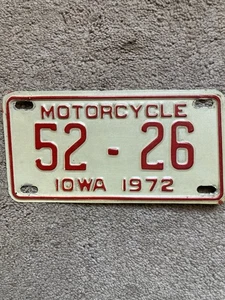 MOTORCYCLE
52 - 26
IOWA 1972